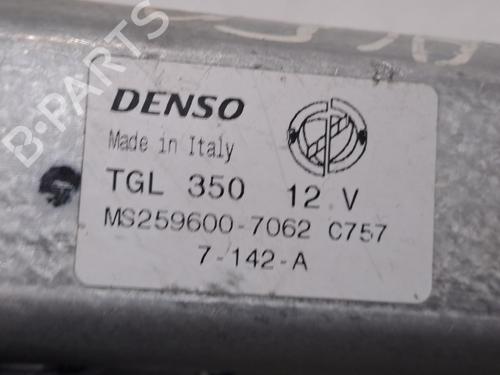 DENSO
Made in Italy
TGL 350 12 V
MS259600-7062 C757
7-142-A
B-PARTS